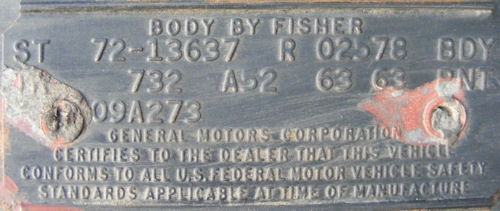 BODY BY FISHER
ST 72-13637 R 02578 BDY
732 A52 63 63 PNT
09A273
GENERAL MOTORS CORPORATION
CERTIFIES TO THE DEALER THAT THIS VEHICLE
CONFORMS TO ALL U.S. FEDERAL MOTOR VEHICLE SAFETY
STANDARDS APPLICABLE AT TIME OF MANUFACTURE